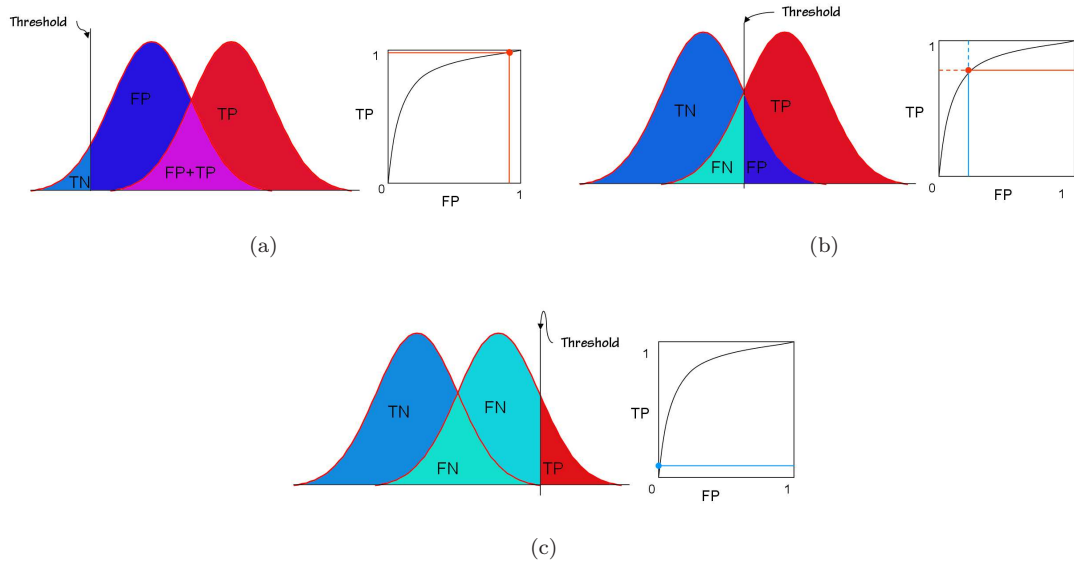 Threshold
FP
TP
TN
FP+TP
1
TP
0
1
FP
(a)
Threshold
TN
TP
FN
FP
1
TP
0
1
FP
(b)
Threshold
TN
FN
FN
TP
1
TP
0
1
FP
(c)